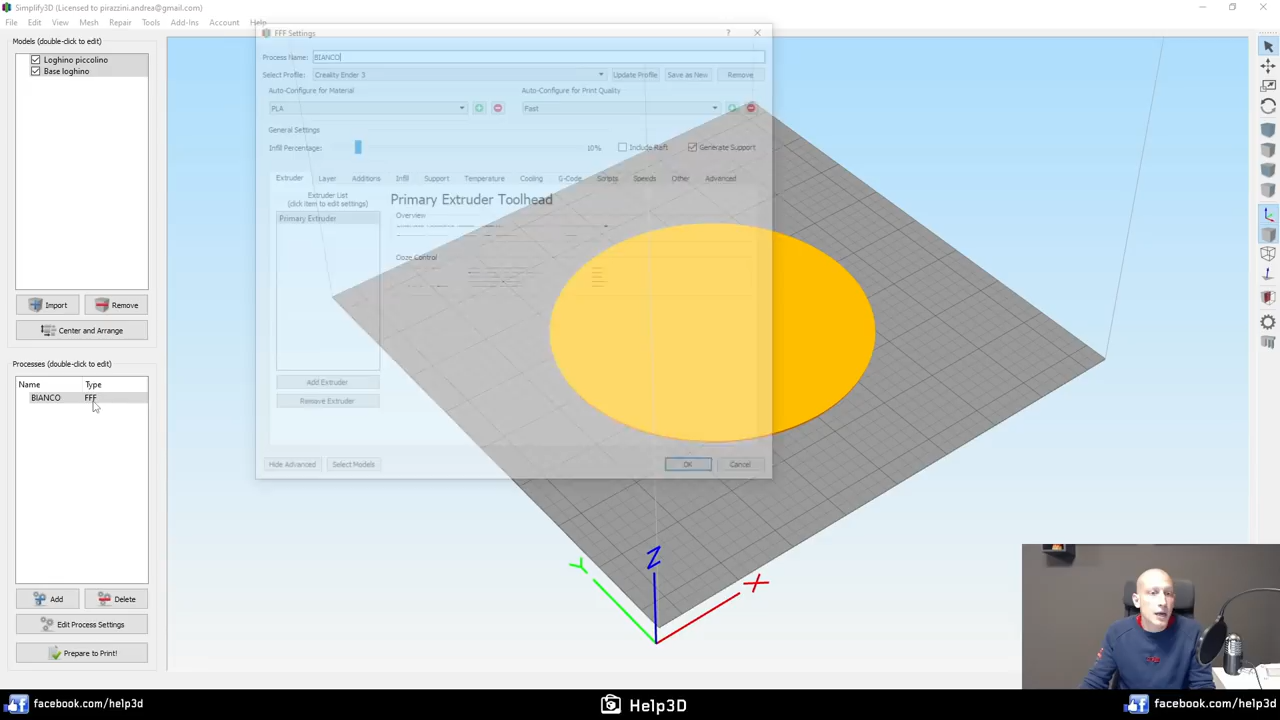 Simplify3D (Licensed to pirazzini.andrea@gmail.com)
File Edit View Mesh Repair Tools Add-Ins Account Help
Models (double-click to edit)
Loghino piccolino
Base loghino
Import Remove
Center and Arrange
Processes (double-click to edit)
Name Type
BIANCO FFF
Add Delete
Edit Process Settings
Prepare to Print!
FFF Settings ?
Process Name: BIANCO
Select Profile: Creality Ender 3 Update Profile Save as New Remove
Auto-Configure for Material Auto-Configure for Print Quality
PLA Fast
General Settings
Infill Percentage: 10% Include Raft Generate Support
Extruder Layer Additions Infill Support Temperature Cooling G-Code Scripts Speeds Other Advanced
Extruder List
(click item to edit settings)
Primary Extruder
Add Extruder
Remove Extruder
Primary Extruder Toolhead
Overview
Ooze Control
Hide Advanced Select Models OK Cancel
Y Z X
facebook.com/help3d Help3D facebook.com/help3d